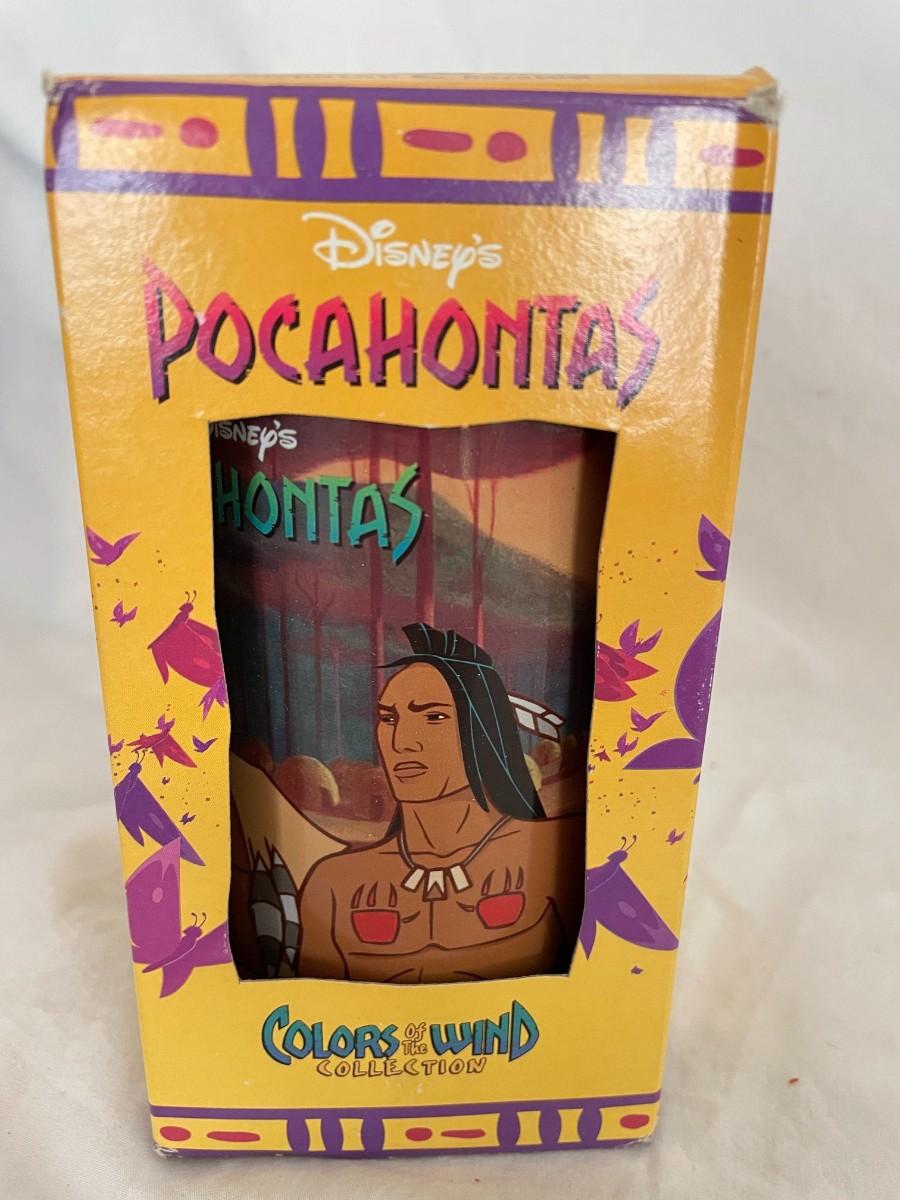 Disney's
POCAHONTAS
ISNEY'S
HONTAS
COLORS Of The WIND
COLLECTION